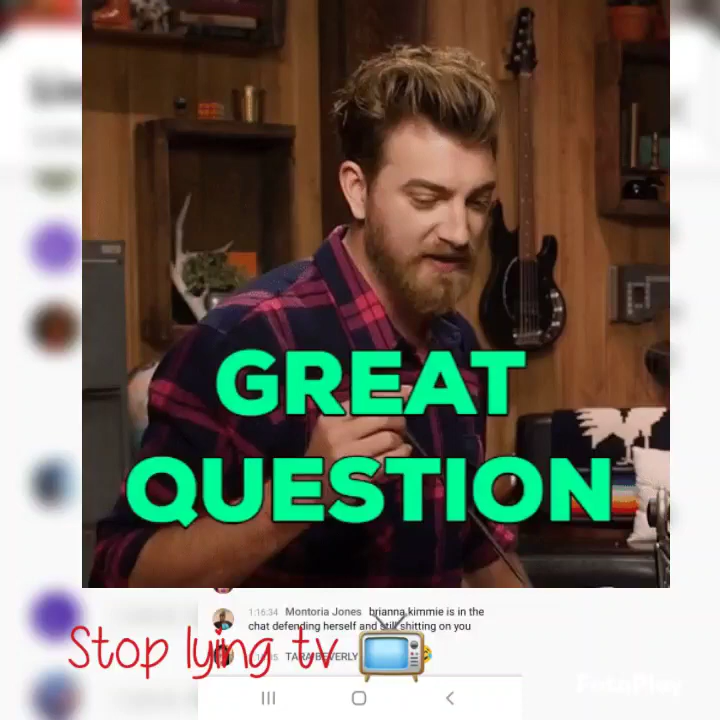 GREAT
QUESTION
1:16:34 Montoria Jones brianna kimmie is in the
chat defending herself and still shitting on you
TARA BEVERLY
Stop lying tv
FotoPlay